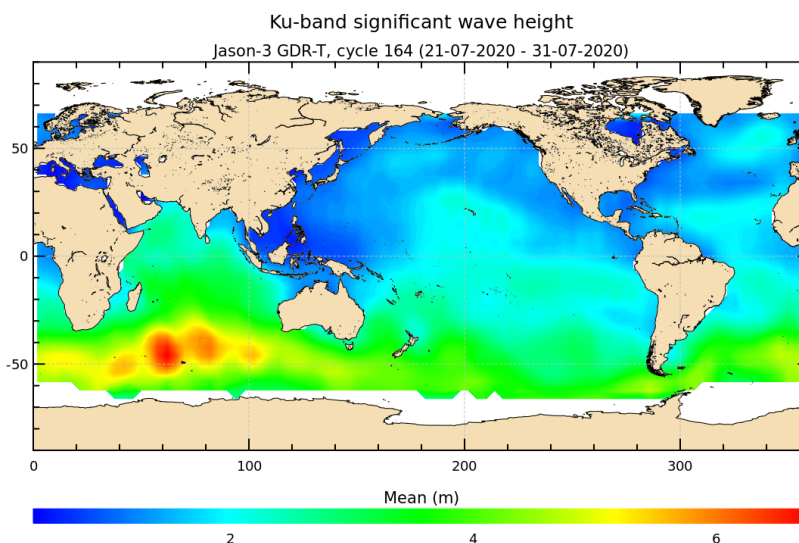 Ku-band significant wave height
Jason-3 GDR-T, cycle 164 (21-07-2020 - 31-07-2020)
50
0
-50
0 100 200 300
Mean (m)
2 4 6